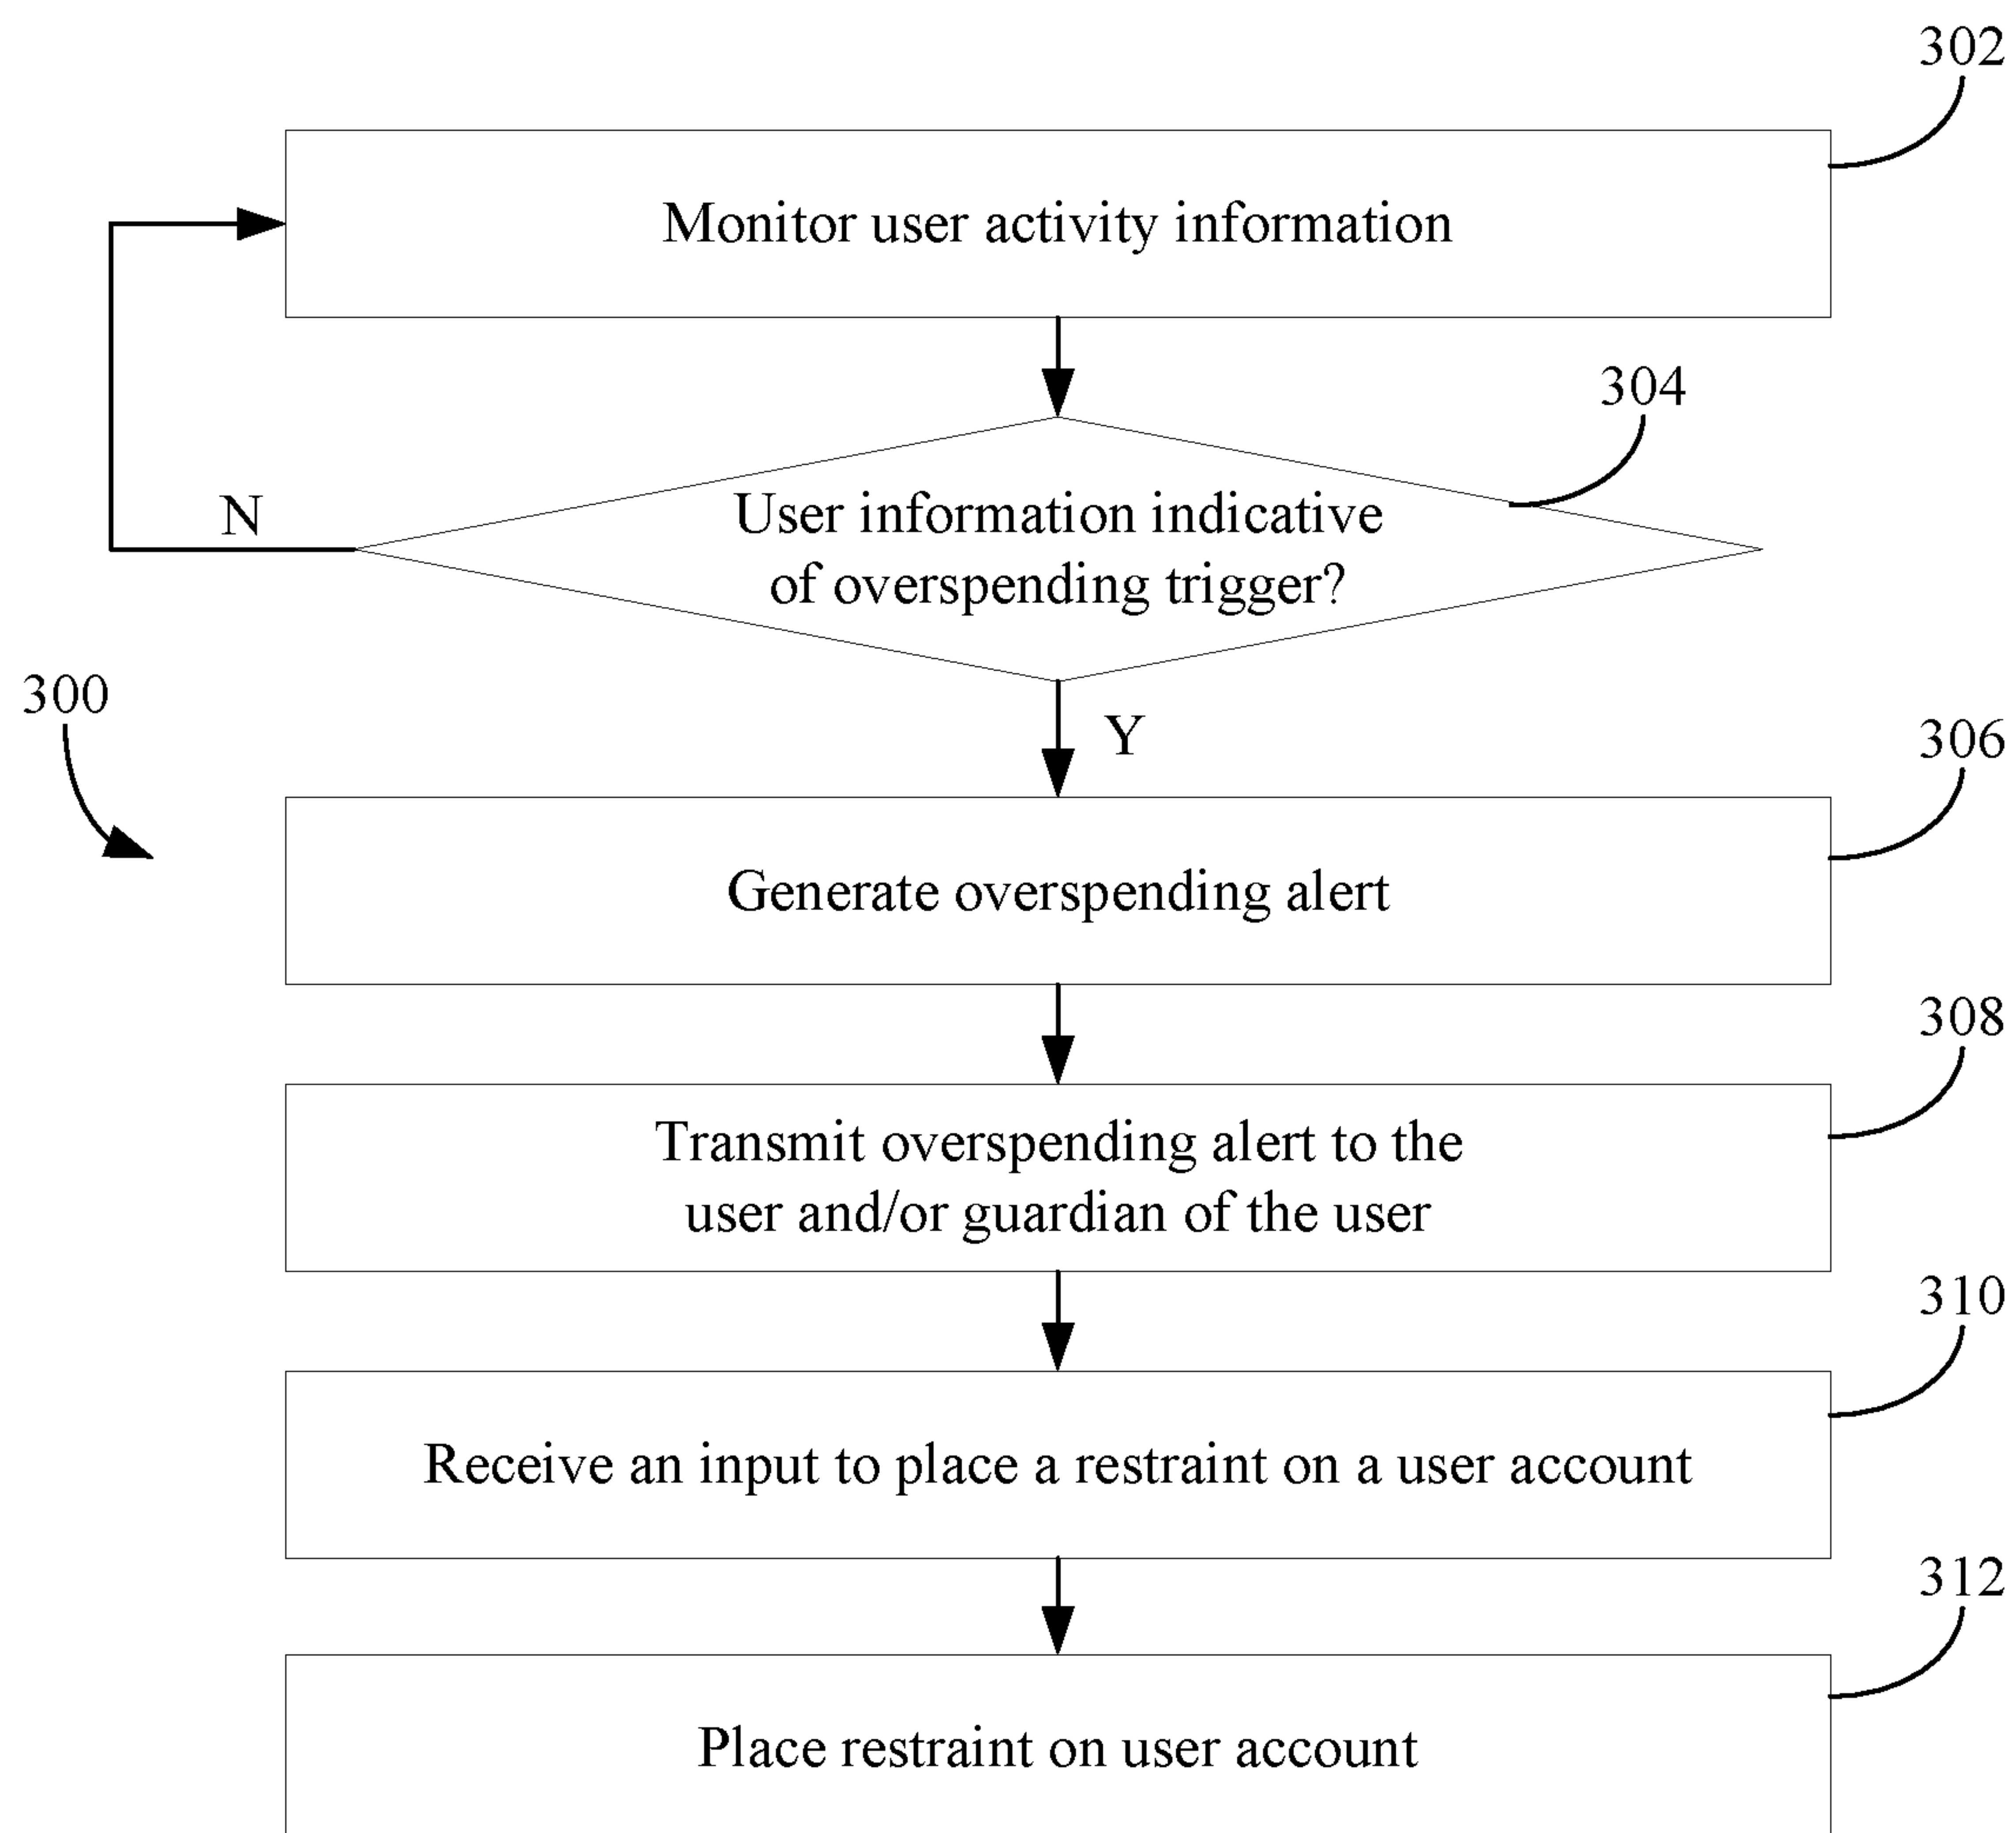 302
Monitor user activity information
304
User information indicative
of overspending trigger?
N
300
Y
306
Generate overspending alert
308
Transmit overspending alert to the
user and/or guardian of the user
310
Receive an input to place a restraint on a user account
312
Place restraint on user account